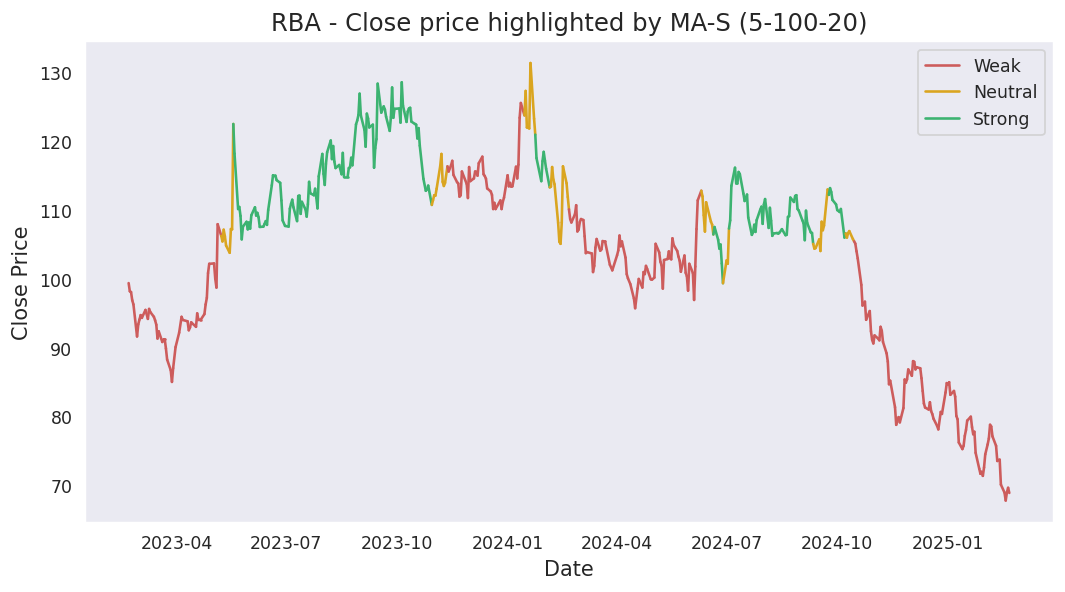 RBA - Close price highlighted by MA-S (5-100-20)
Weak
Neutral
Strong
Close Price
130
120
110
100
90
80
70
2023-04
2023-07
2023-10
2024-01
2024-04
2024-07
2024-10
2025-01
Date